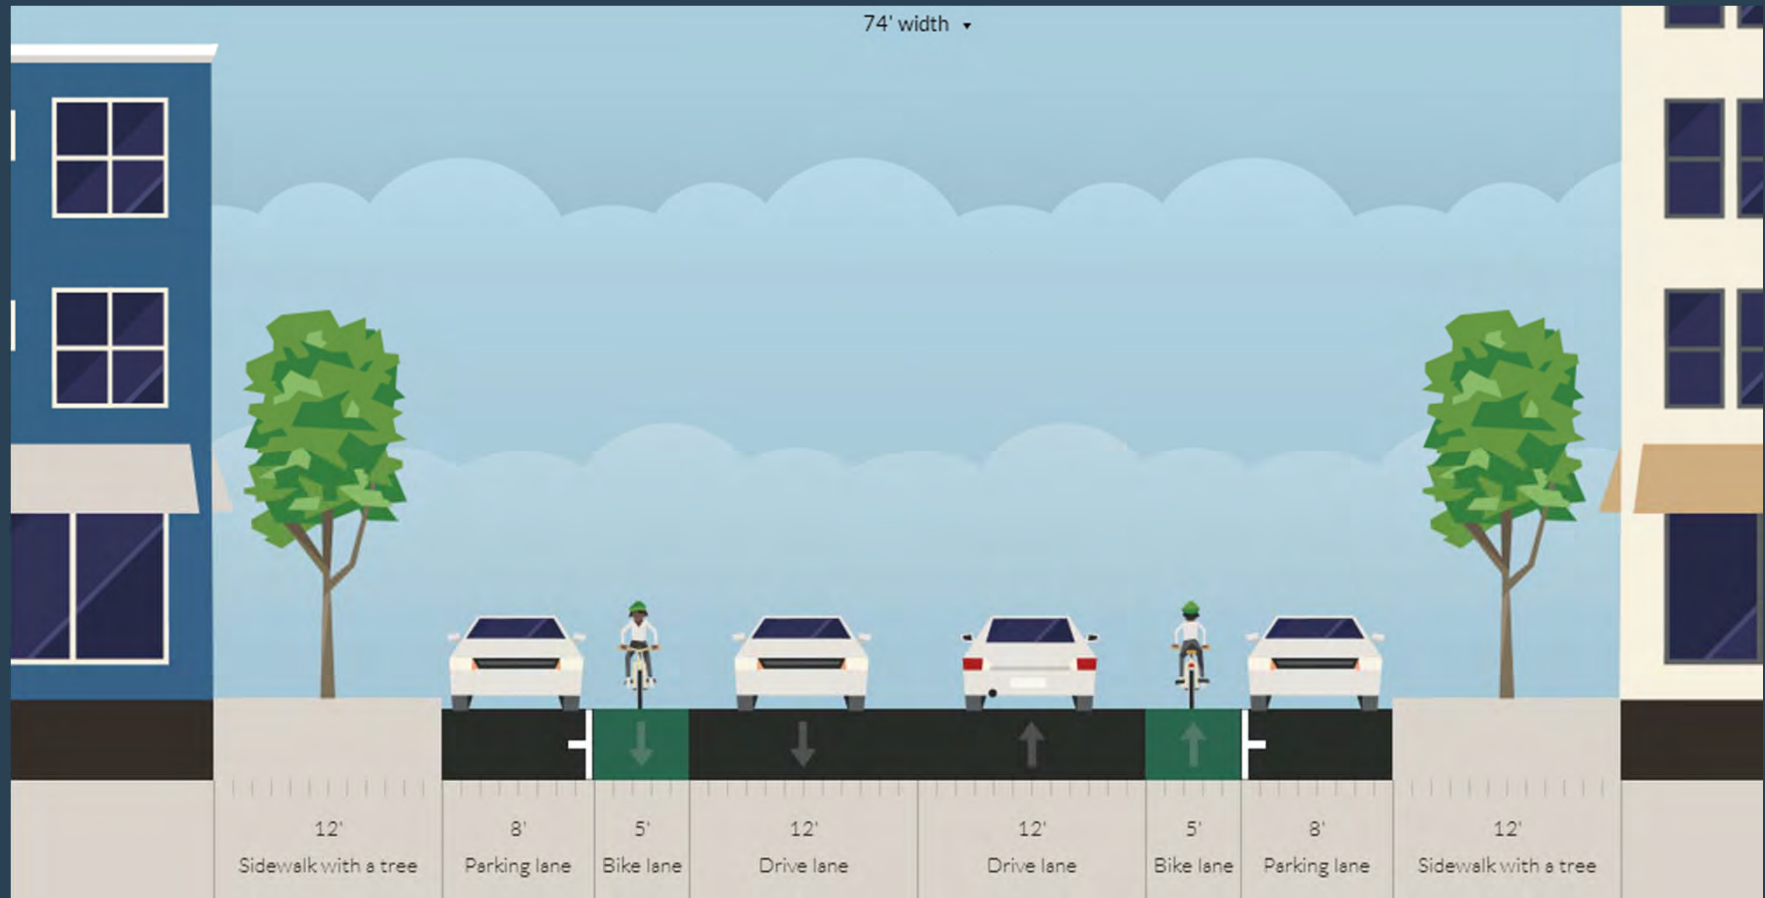 74' width ▾
12' 8' 5' 12' 12' 5' 8' 12'
Sidewalk with a tree Parking lane Bike lane Drive lane Drive lane Bike lane Parking lane Sidewalk with a tree